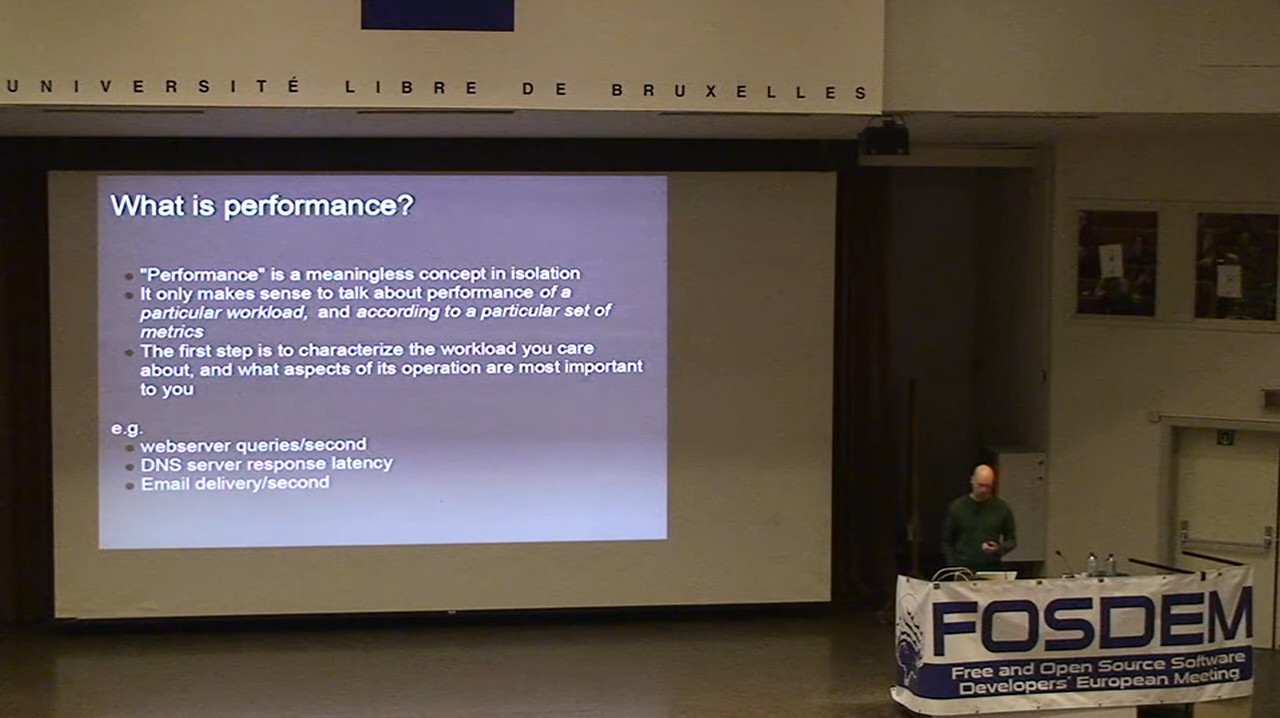 UNIVERSITÉ LIBRE DE BRUXELLES
What is performance?
"Performance" is a meaningless concept in isolation
It only makes sense to talk about performance of a
particular workload, and according to a particular set of
metrics
The first step is to characterize the workload you care
about, and what aspects of its operation are most important
to you
e.g.
webserver queries/second
DNS server response latency
Email delivery/second
FOSDEM
Free and Open Source Software
Developers' European Meeting